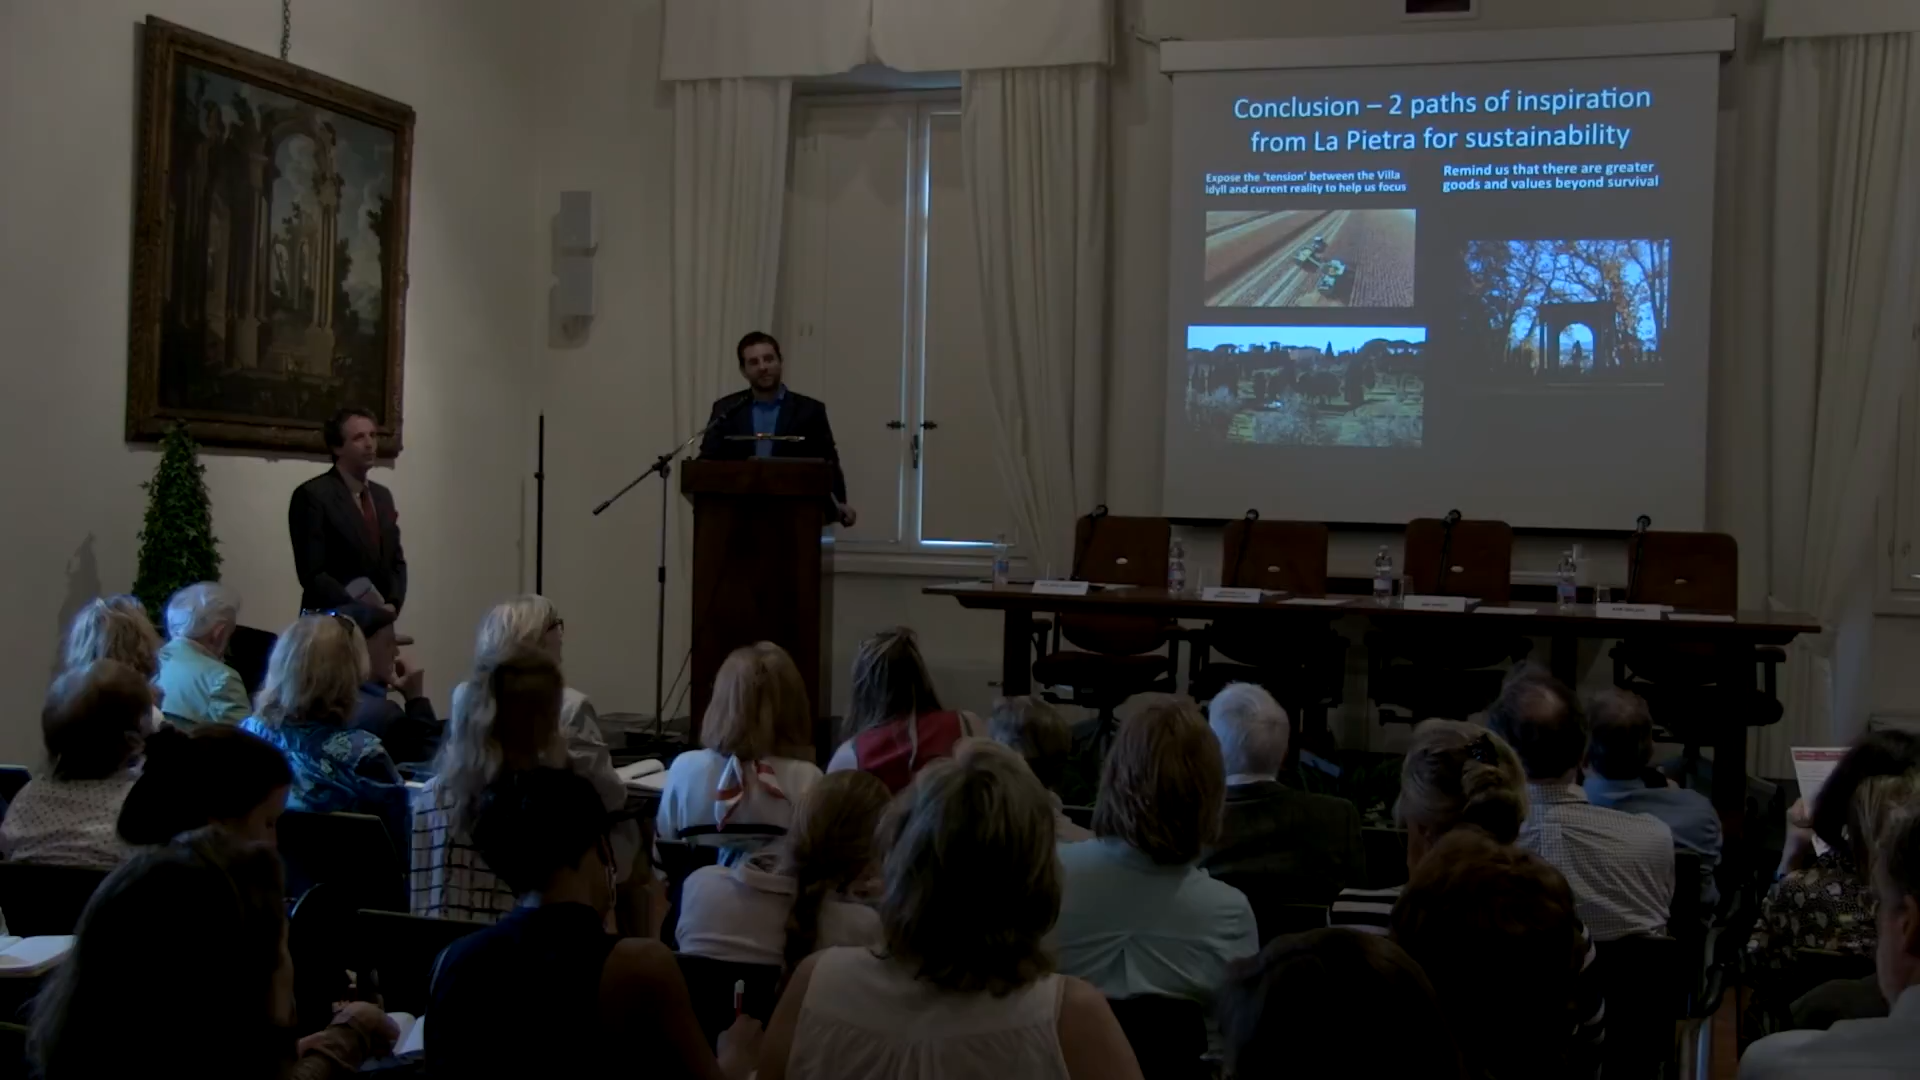 Conclusion – 2 paths of inspiration
from La Pietra for sustainability
Expose the 'tension' between the Villa
Idyll and current reality to help us focus
Remind us that there are greater
goods and values beyond survival